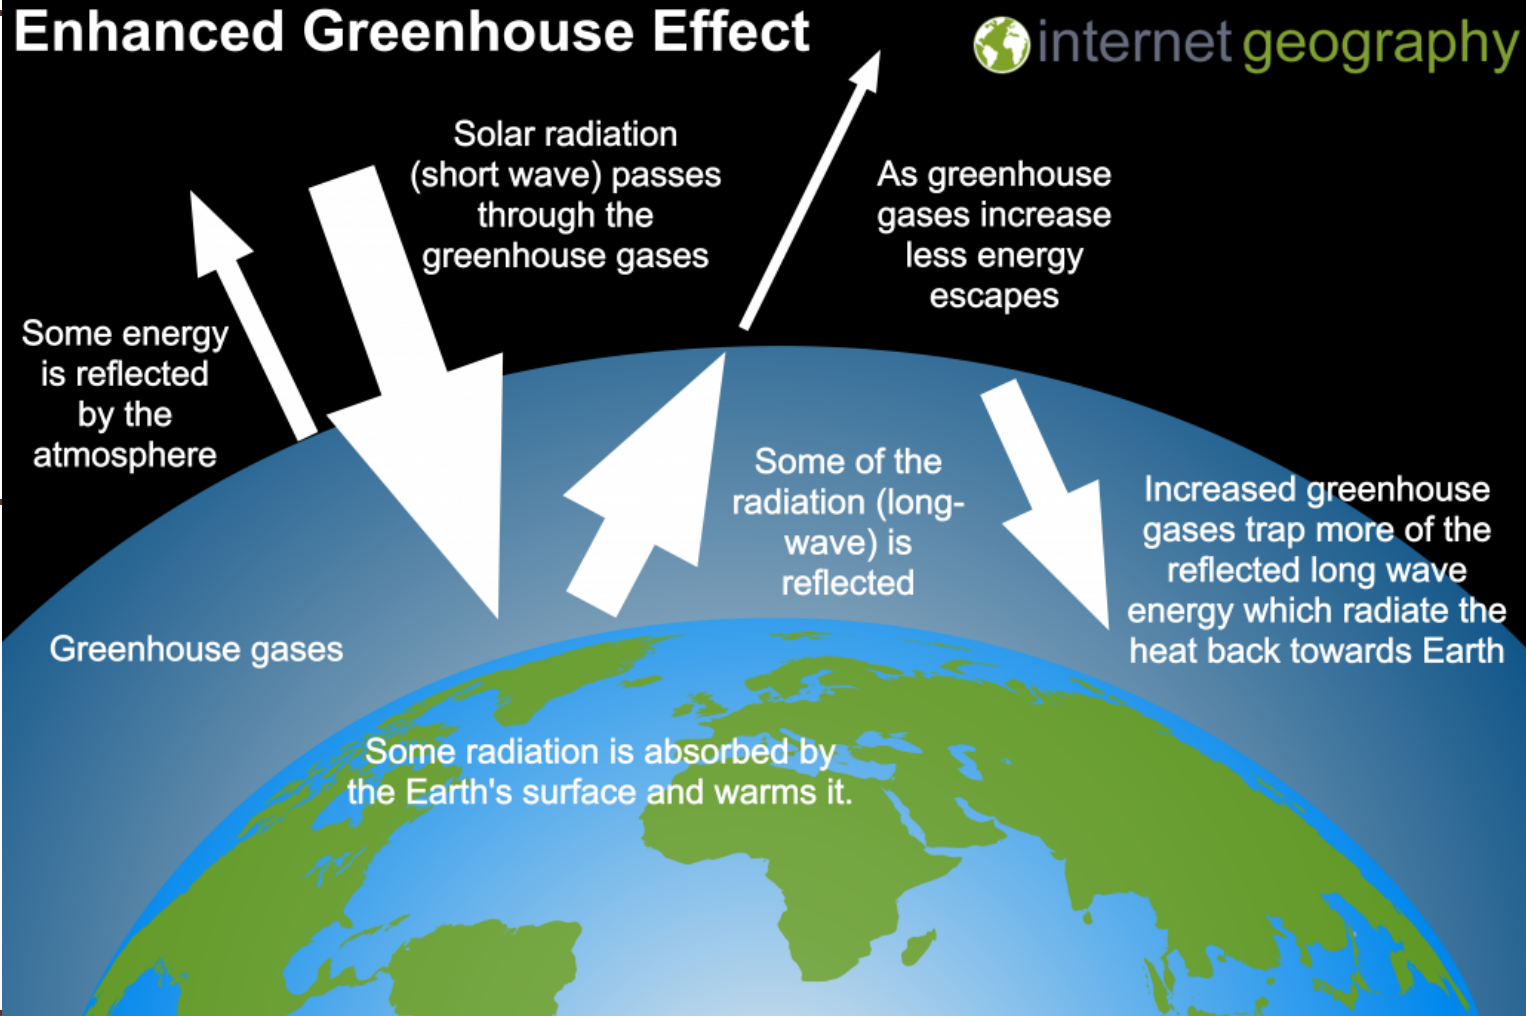 Enhanced Greenhouse Effect
internet geography
Solar radiation
(short wave) passes
through the
greenhouse gases
As greenhouse
gases increase
less energy
escapes
Some energy
is reflected
by the
atmosphere
Some of the
radiation (long-
wave) is
reflected
Increased greenhouse
gases trap more of the
reflected long wave
energy which radiate the
heat back towards Earth
Greenhouse gases
Some radiation is absorbed by
the Earth's surface and warms it.